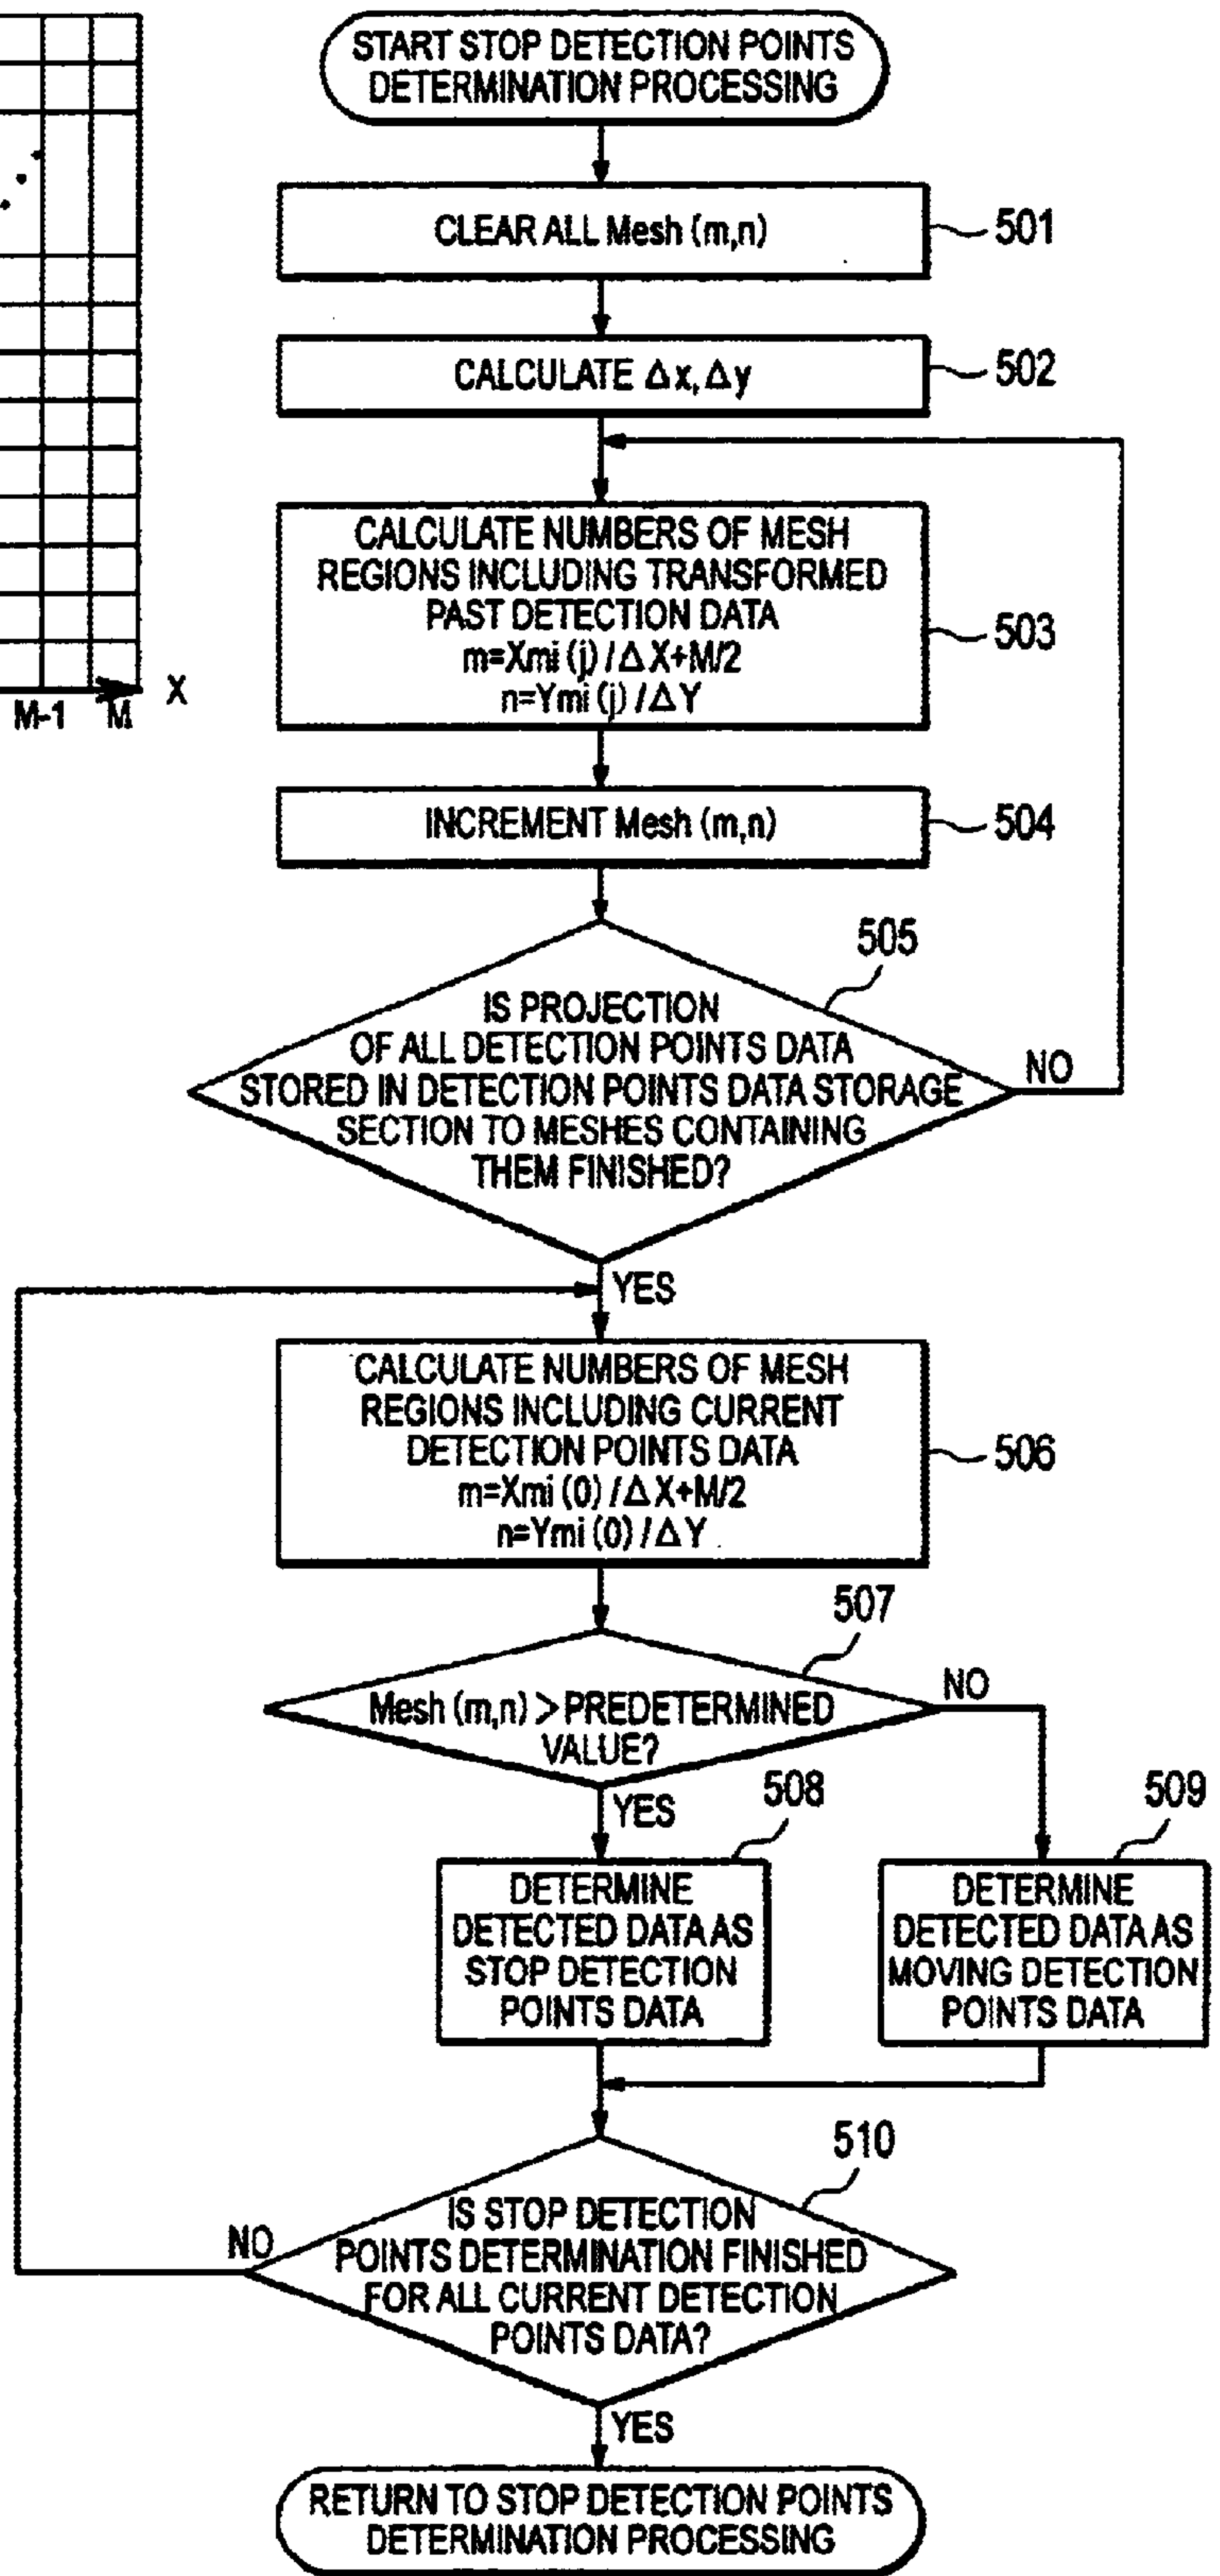 START STOP DETECTION POINTS
DETERMINATION PROCESSING
CLEAR ALL Mesh (m,n)
501
CALCULATE Δx, Δy
502
CALCULATE NUMBERS OF MESH
REGIONS INCLUDING TRANSFORMED
PAST DETECTION DATA
m=Xmi (j) /ΔX+M/2
n=Ymi (j) /ΔY
503
M-1 M X
INCREMENT Mesh (m,n)
504
505
IS PROJECTION
OF ALL DETECTION POINTS DATA
STORED IN DETECTION POINTS DATA STORAGE
SECTION TO MESHES CONTAINING
THEM FINISHED?
NO
YES
CALCULATE NUMBERS OF MESH
REGIONS INCLUDING CURRENT
DETECTION POINTS DATA
m=Xmi (0) /ΔX+M/2
n=Ymi (0) /ΔY
506
507
Mesh (m,n) > PREDETERMINED
VALUE?
NO
YES
508
DETERMINE
DETECTED DATA AS
STOP DETECTION
POINTS DATA
509
DETERMINE
DETECTED DATA AS
MOVING DETECTION
POINTS DATA
510
IS STOP DETECTION
POINTS DETERMINATION FINISHED
FOR ALL CURRENT DETECTION
POINTS DATA?
NO
YES
RETURN TO STOP DETECTION POINTS
DETERMINATION PROCESSING